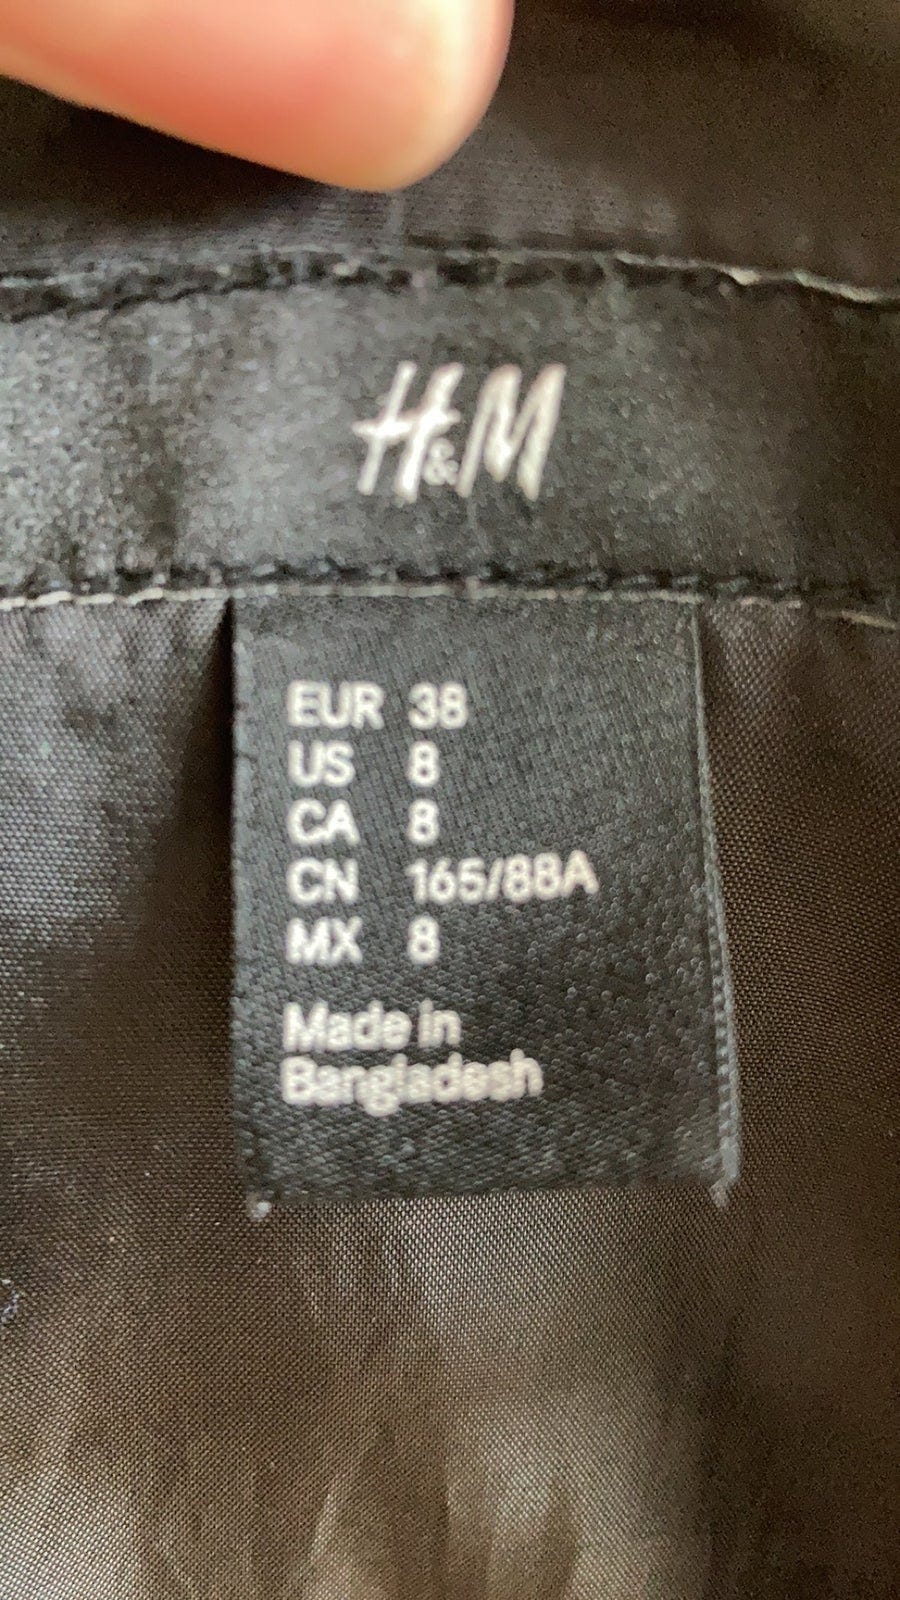 H&M
EUR 38
US 8
CA 8
CN 165/88A
MX 8
Made in
Bangladesh